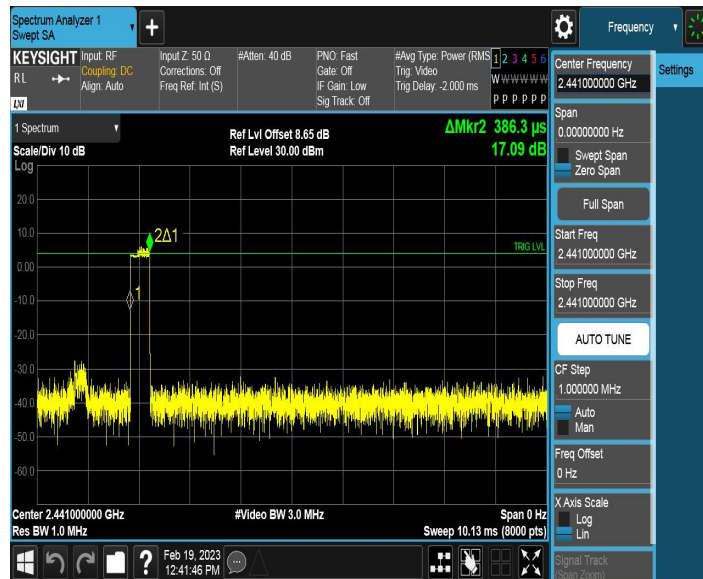 Spectrum Analyzer 1
Swept SA
+
Frequency
KEYSIGHT
RL
LXI
Input: RF
Coupling: DC
Align: Auto
Input Z: 50 Ω
Corrections: Off
Freq Ref: Int (S)
#Atten: 40 dB
PNO: Fast
Gate: Off
IF Gain: Low
Sig Track: Off
#Avg Type: Power (RMS
Trig: Video
Trig Delay: -2.000 ms
1 2 3 4 5 6
W W W W W W
P P P P P P
1 Spectrum
Scale/Div 10 dB
Log
Ref Lvl Offset 8.65 dB
Ref Level 30.00 dBm
ΔMkr2 386.3 µs
17.09 dB
20.0
10.0
0.00
-10.0
-20.0
-30.0
-40.0
-50.0
-60.0
2Δ1
1
TRIG LVL
Center 2.441000000 GHz
Res BW 1.0 MHz
#Video BW 3.0 MHz
Span 0 Hz
Sweep 10.13 ms (8000 pts)
?
Feb 19, 2023
12:41:46 PM
Center Frequency
2.441000000 GHz
Settings
Span
0.00000000 Hz
Swept Span
Zero Span
Full Span
Start Freq
2.441000000 GHz
Stop Freq
2.441000000 GHz
AUTO TUNE
CF Step
1.000000 MHz
Auto
Man
Freq Offset
0 Hz
X Axis Scale
Log
Lin
Signal Track
(Span Zoom)